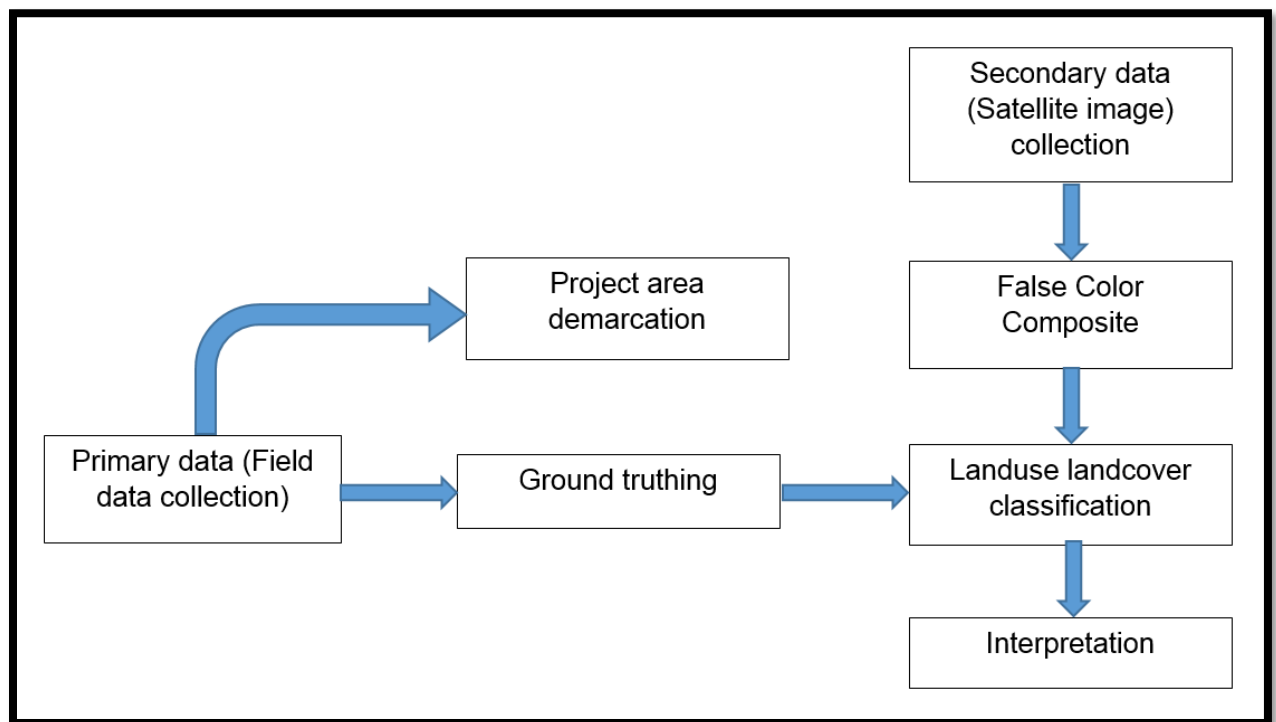 Secondary data
(Satellite image)
collection
Project area
demarcation
False Color
Composite
Primary data (Field
data collection)
Ground truthing
Landuse landcover
classification
Interpretation